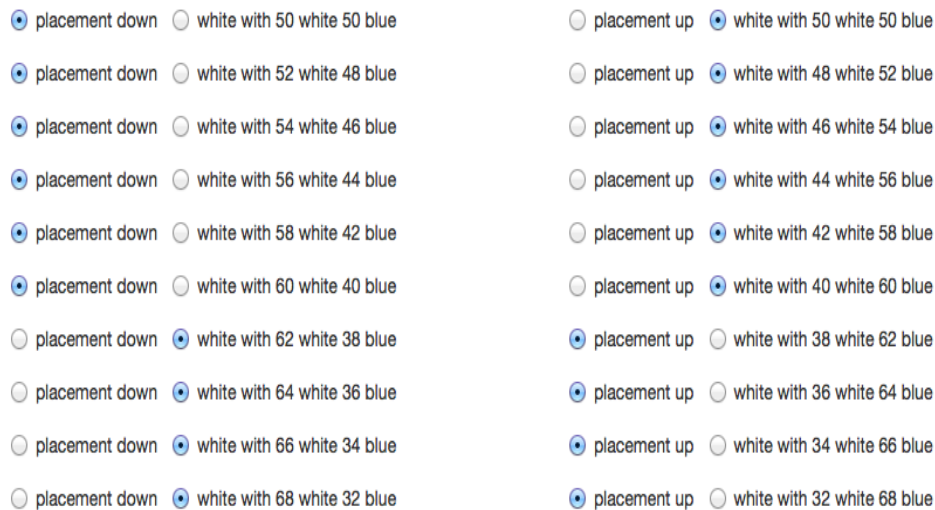 placement down white with 50 white 50 blue placement up white with 50 white 50 blue
placement down white with 52 white 48 blue placement up white with 48 white 52 blue
placement down white with 54 white 46 blue placement up white with 46 white 54 blue
placement down white with 56 white 44 blue placement up white with 44 white 56 blue
placement down white with 58 white 42 blue placement up white with 42 white 58 blue
placement down white with 60 white 40 blue placement up white with 40 white 60 blue
placement down white with 62 white 38 blue placement up white with 38 white 62 blue
placement down white with 64 white 36 blue placement up white with 36 white 64 blue
placement down white with 66 white 34 blue placement up white with 34 white 66 blue
placement down white with 68 white 32 blue placement up white with 32 white 68 blue